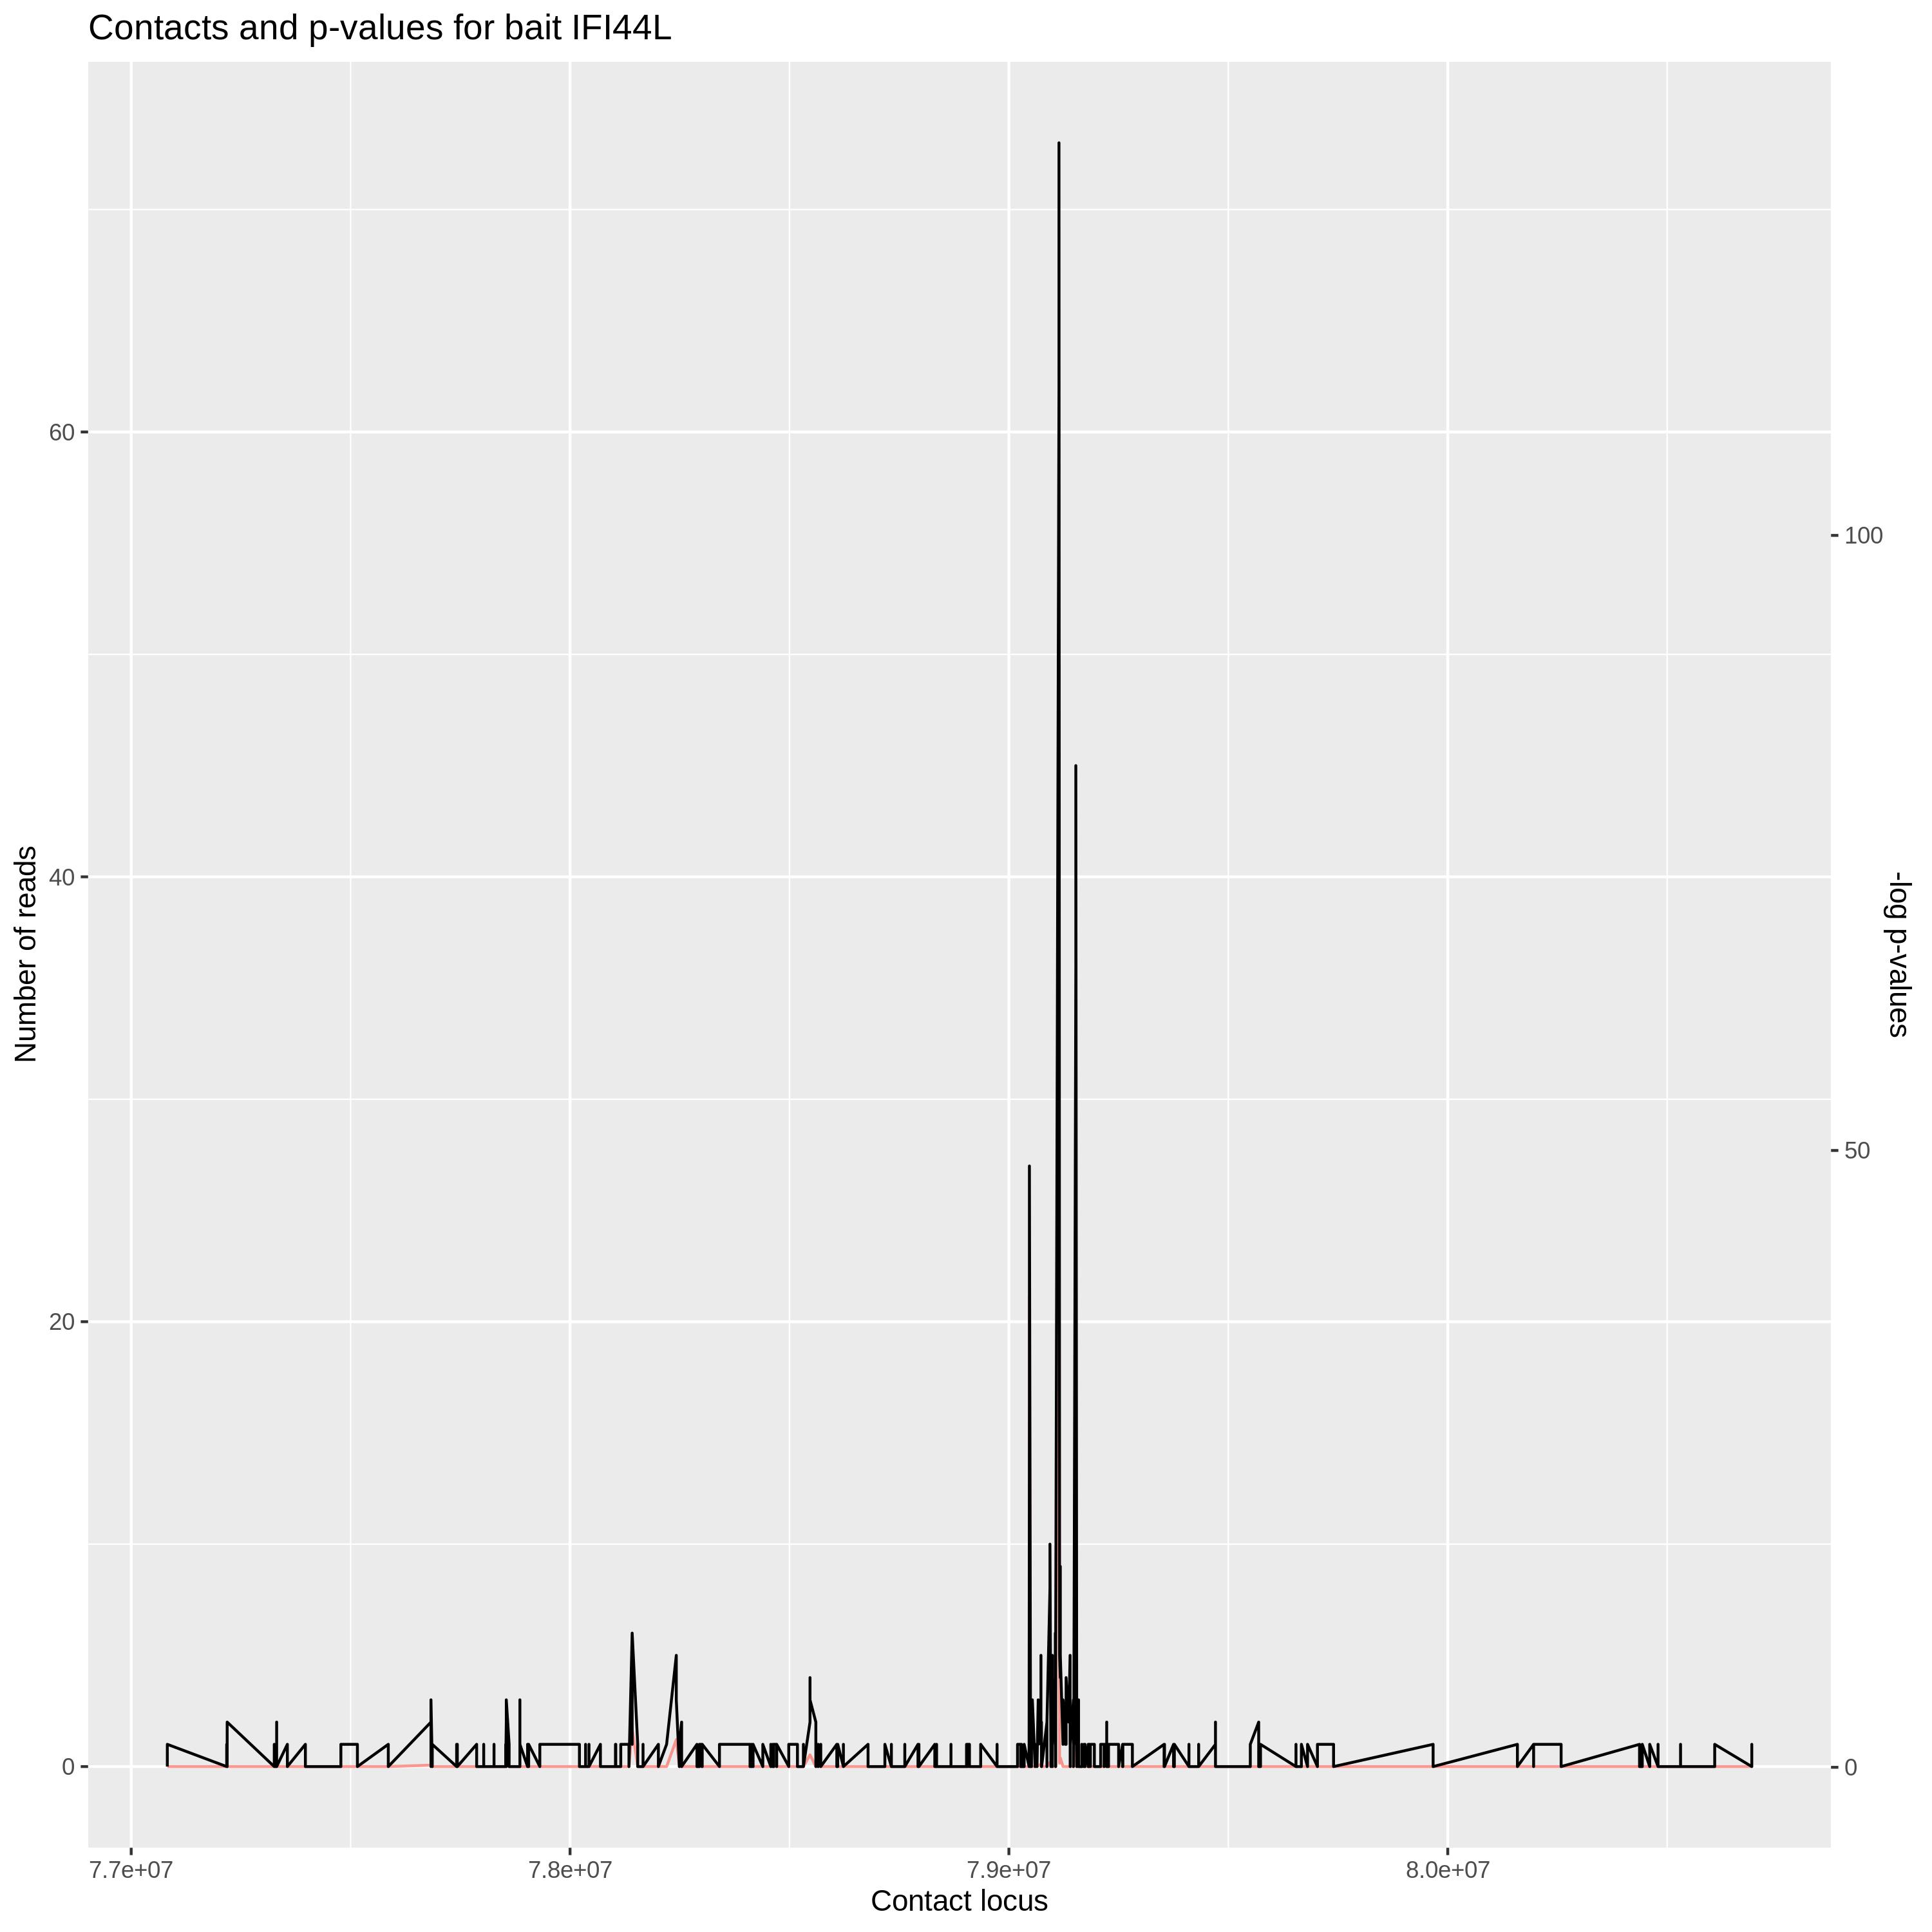 Contacts and p-values for bait IFI44L
60
40
20
0
100
50
0
Number of reads
-log p-values
7.7e+07 7.8e+07 7.9e+07 8.0e+07
Contact locus